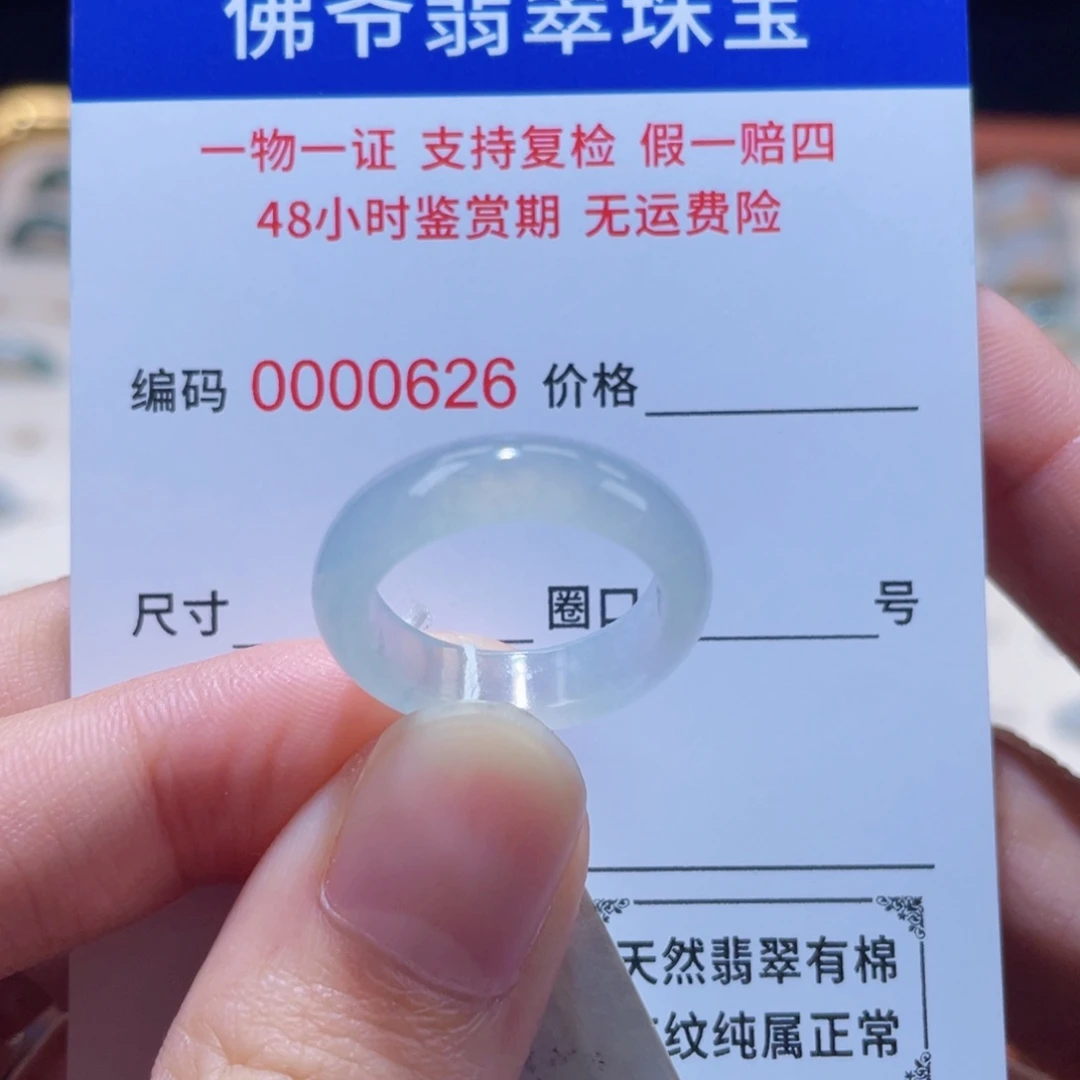 佛爷翡翠珠宝
一物一证 支持复检 假一赔四
48小时鉴赏期 无运费险
编码 0000626 价格
尺寸 圈口 号
天然翡翠有棉
纹纯属正常